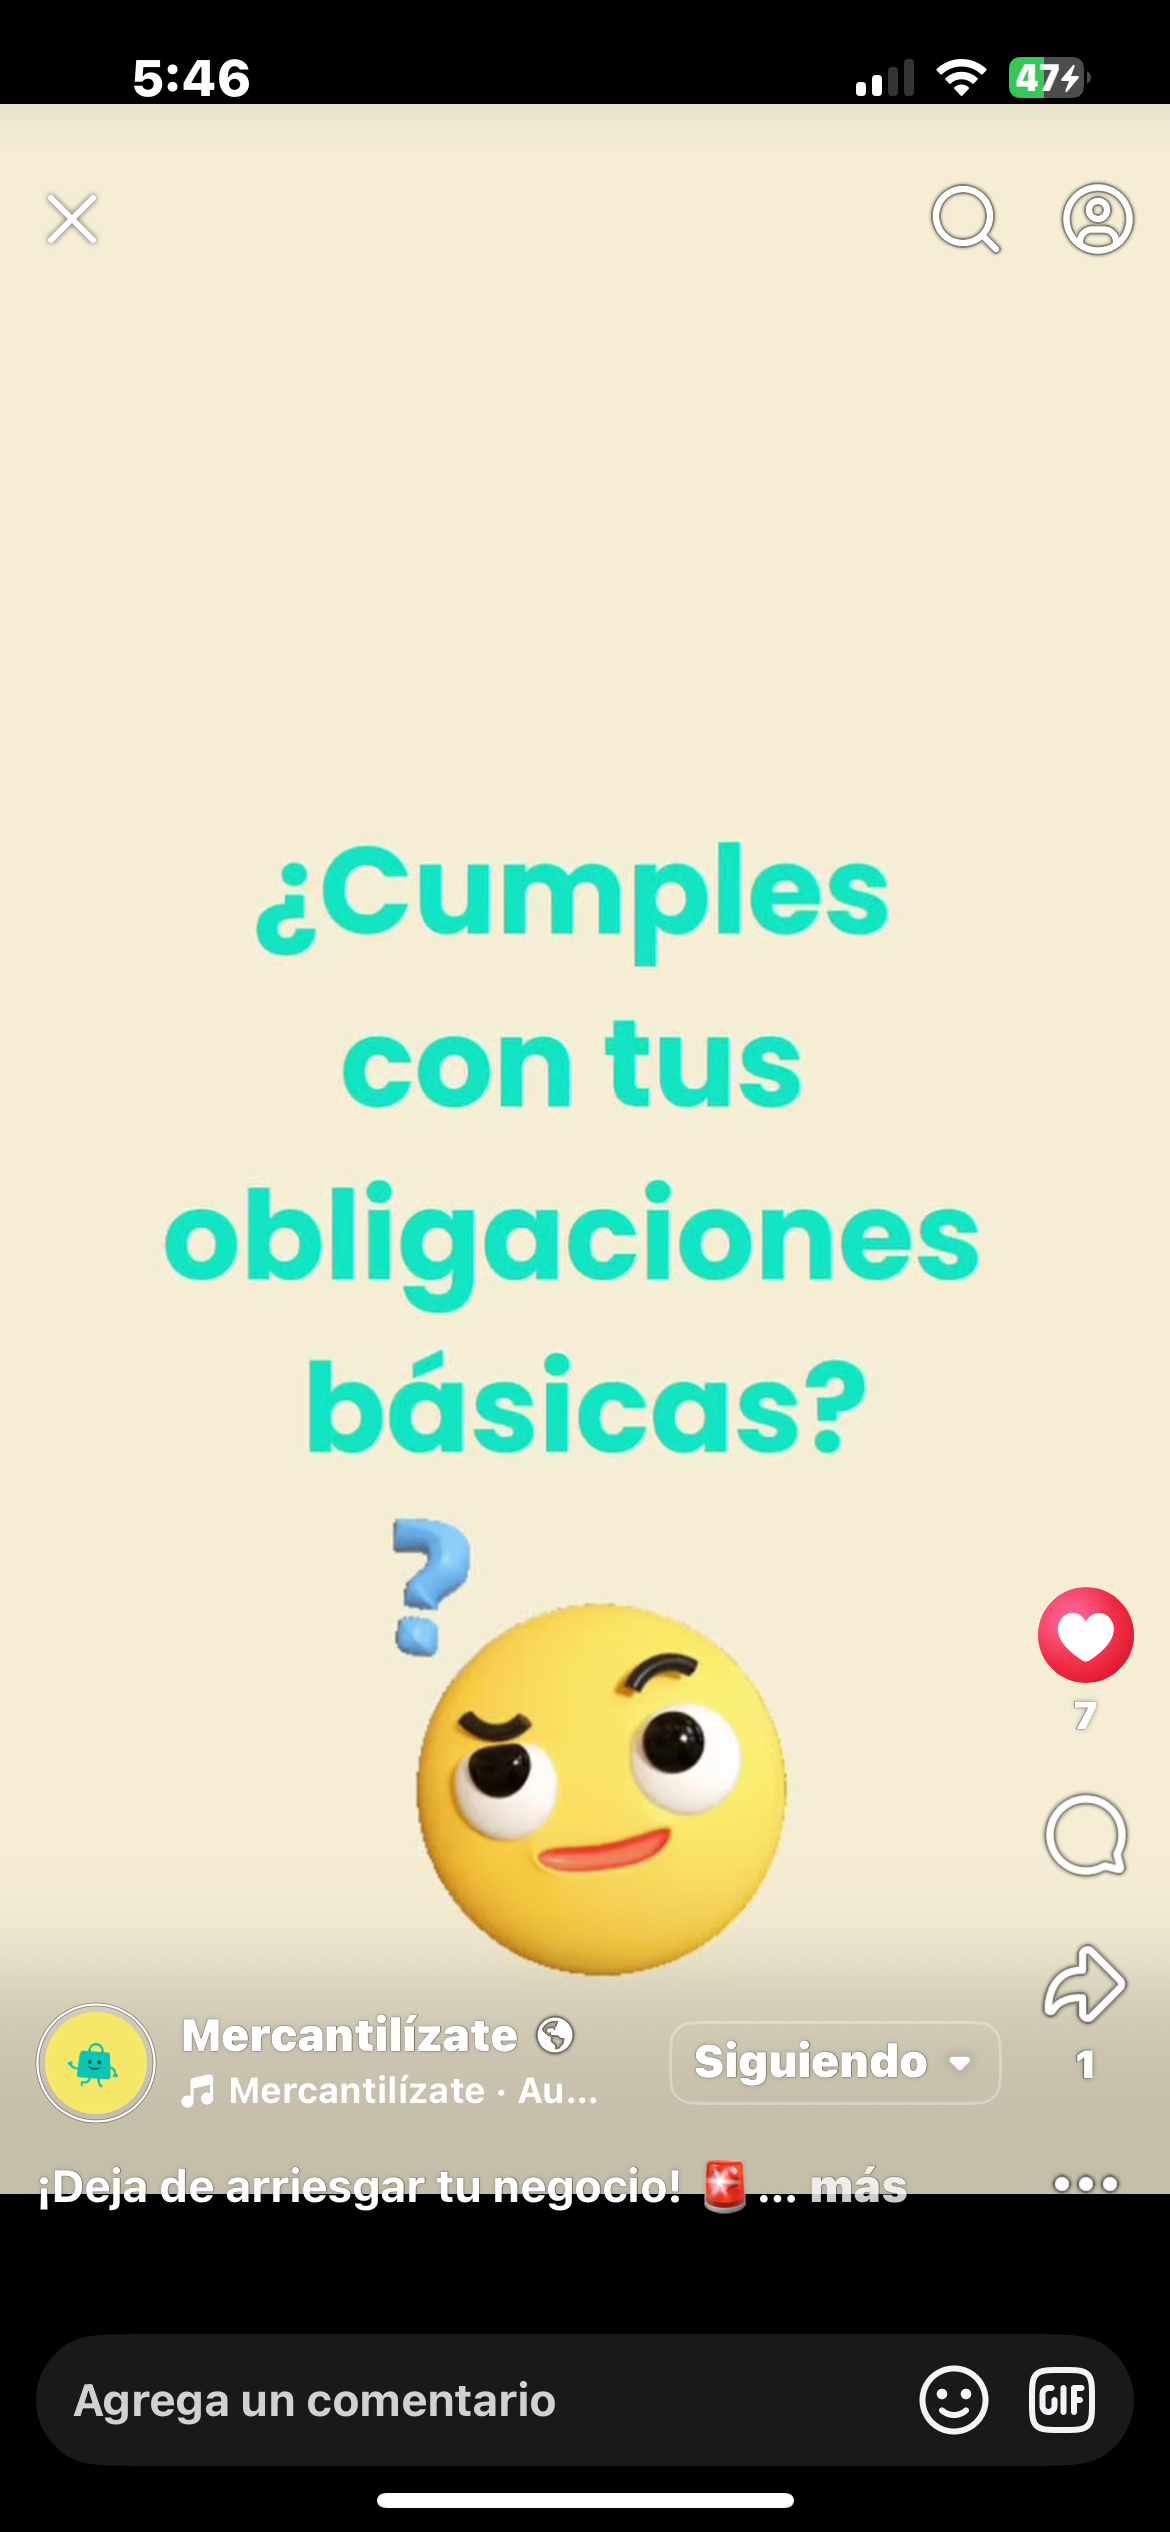 5:46
47
¿Cumples
con tus
obligaciones
básicas?
?
7
Mercantilízate
Mercantilízate · Au...
Siguiendo
1
¡Deja de arriesgar tu negocio! 🚨... más
Agrega un comentario
GIF